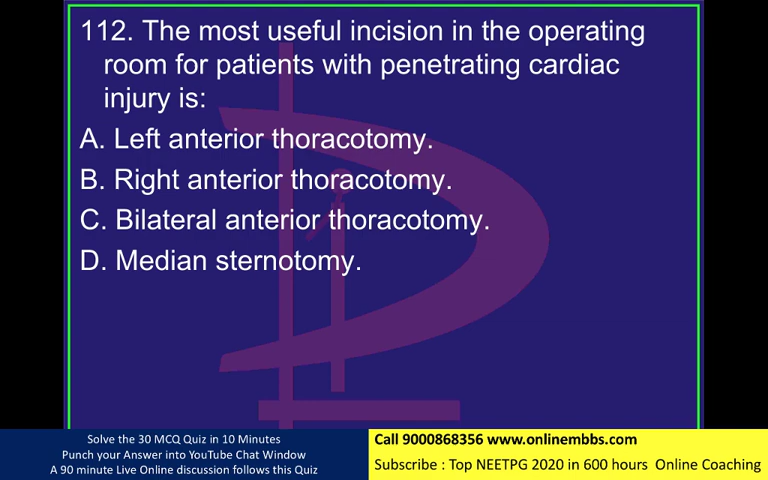 112. The most useful incision in the operating
room for patients with penetrating cardiac
injury is:
A. Left anterior thoracotomy.
B. Right anterior thoracotomy.
C. Bilateral anterior thoracotomy.
D. Median sternotomy.
Solve the 30 MCQ Quiz in 10 Minutes
Punch your Answer into YouTube Chat Window
A 90 minute Live Online discussion follows this Quiz
Call 9000868356 www.onlinembbs.com
Subscribe : Top NEETPG 2020 in 600 hours Online Coaching